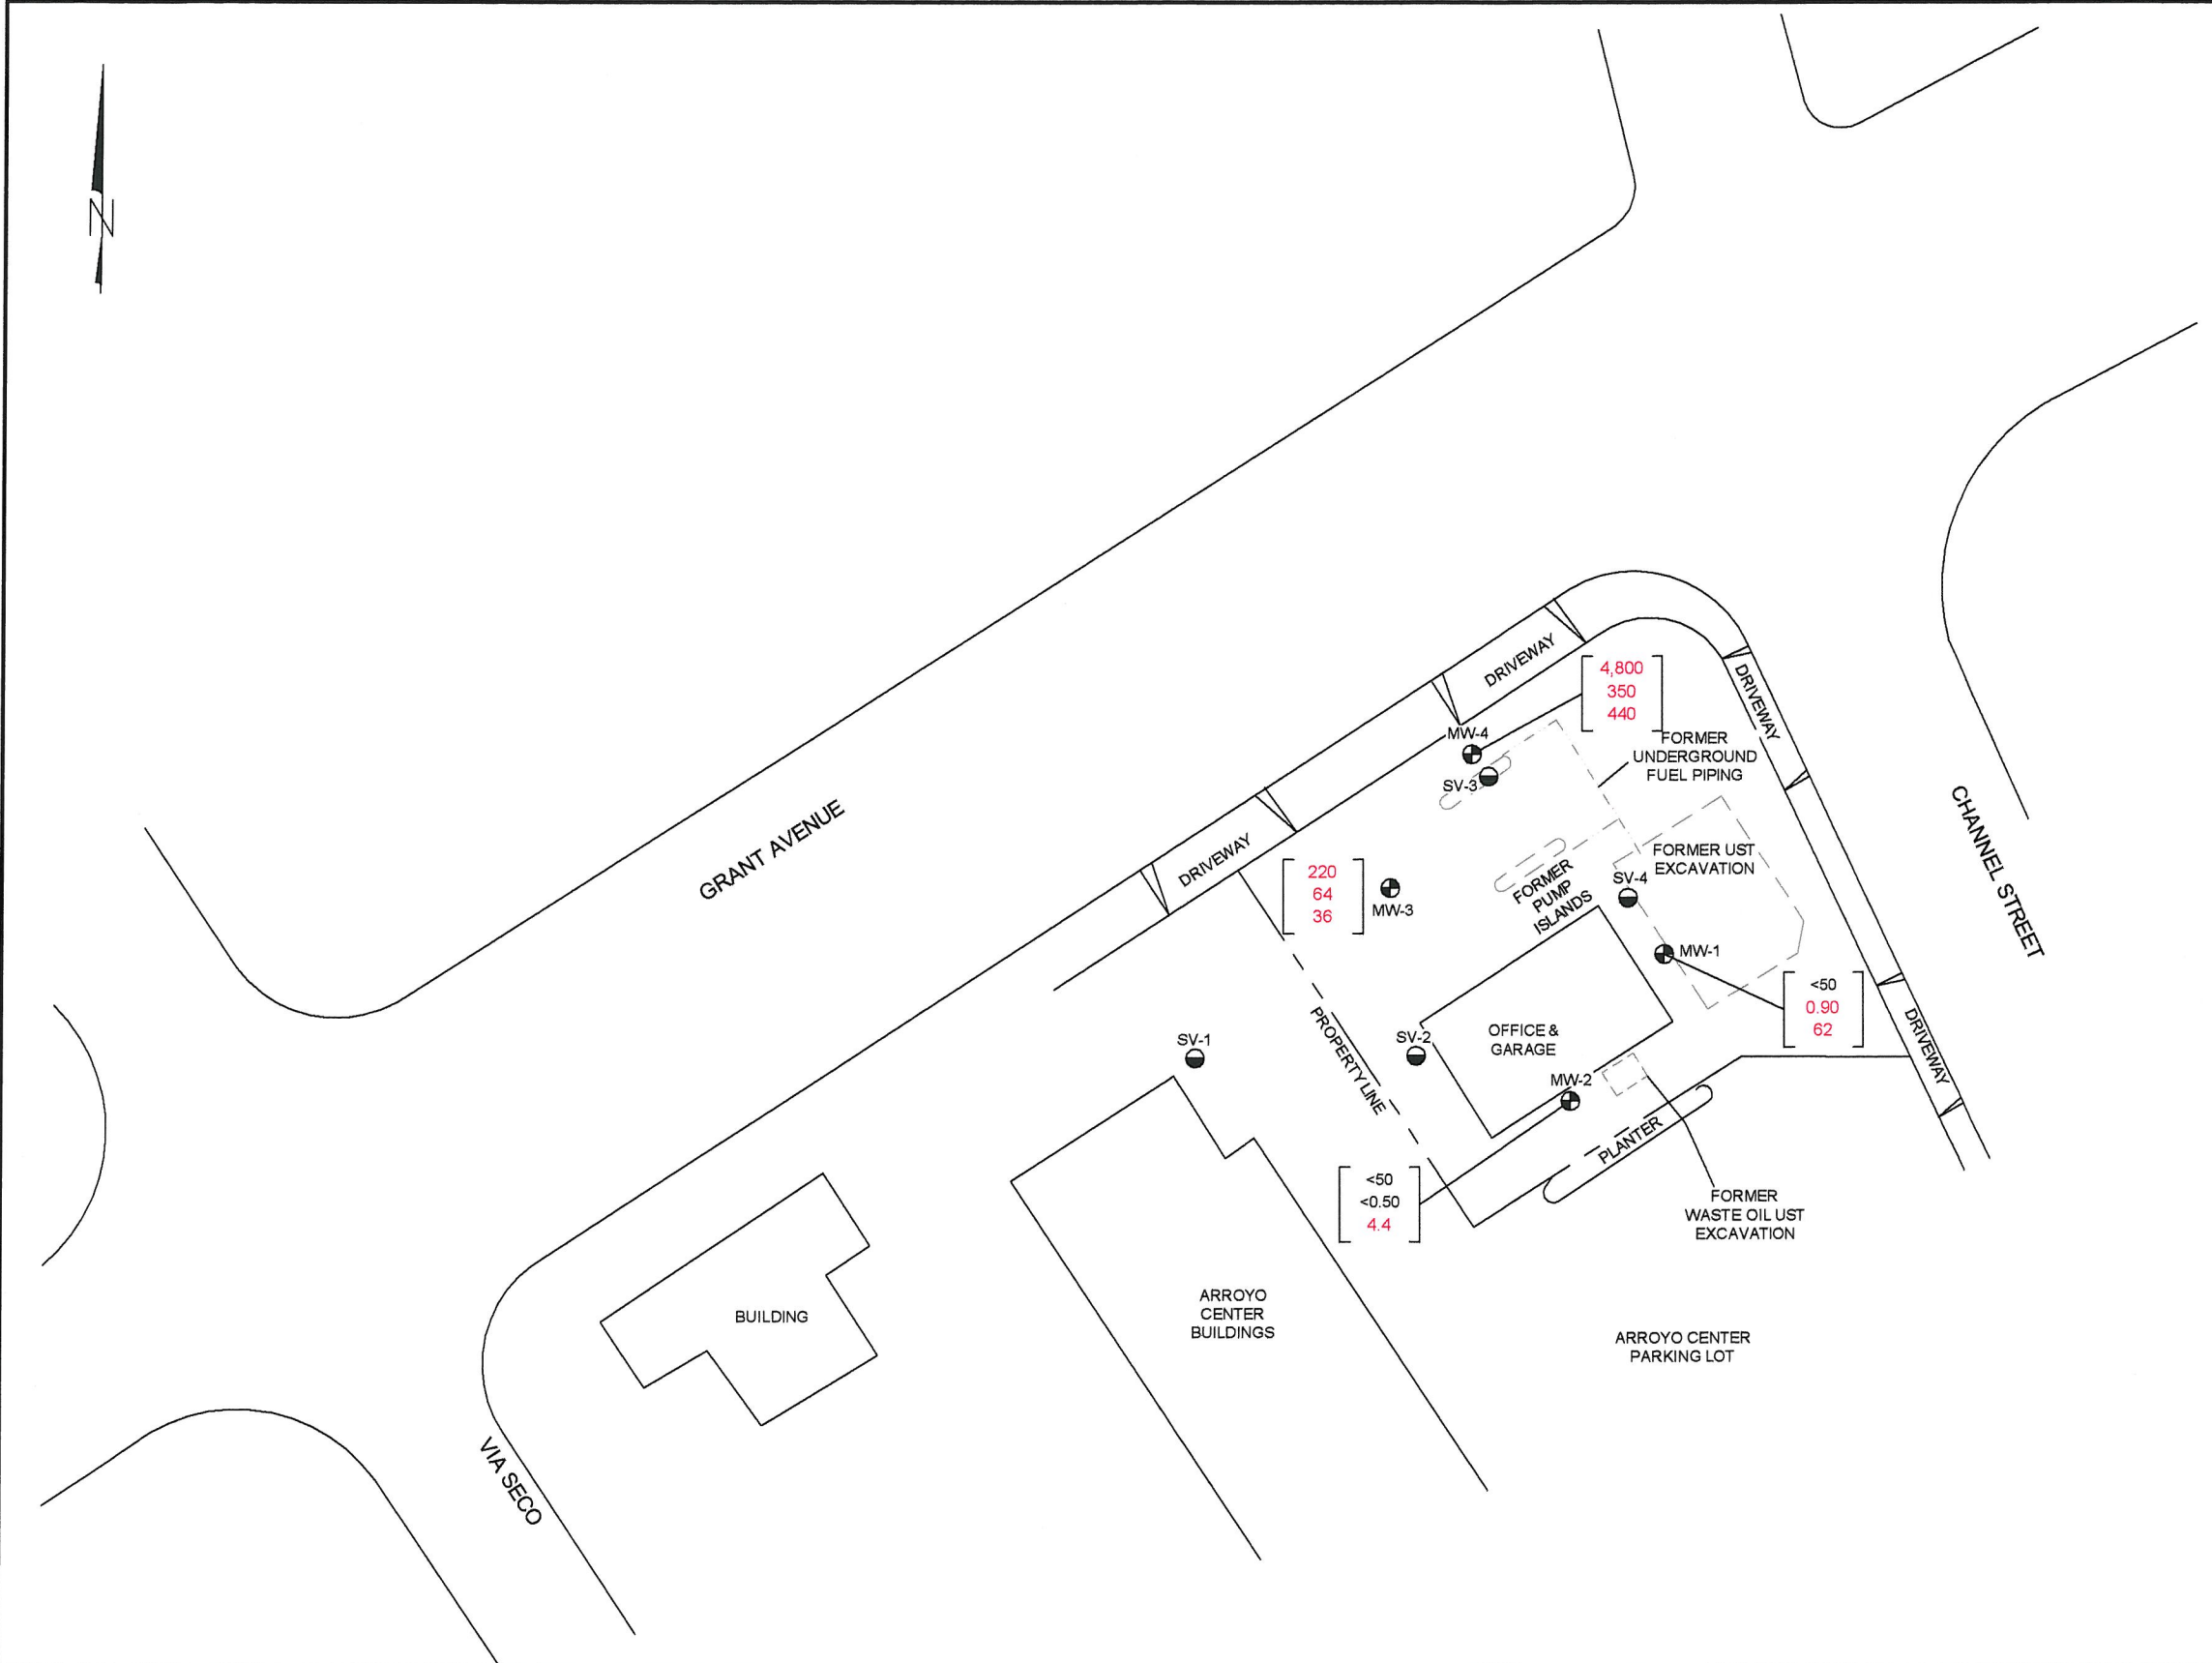 N
DRIVEWAY
4,800
350
440
DRIVEWAY
MW-4
FORMER
UNDERGROUND
FUEL PIPING
SV-3
GRANT AVENUE
CHANNEL STREET
DRIVEWAY
FORMER UST
EXCAVATION
220
64
36
MW-3
FORMER
PUMP
ISLANDS
SV-4
MW-1
<50
0.90
62
SV-1
SV-2
PROPERTY LINE
OFFICE &
GARAGE
DRIVEWAY
MW-2
PLANTER
<50
<0.50
4.4
FORMER
WASTE OIL UST
EXCAVATION
BUILDING
ARROYO
CENTER
BUILDINGS
ARROYO CENTER
PARKING LOT
VIA SECO